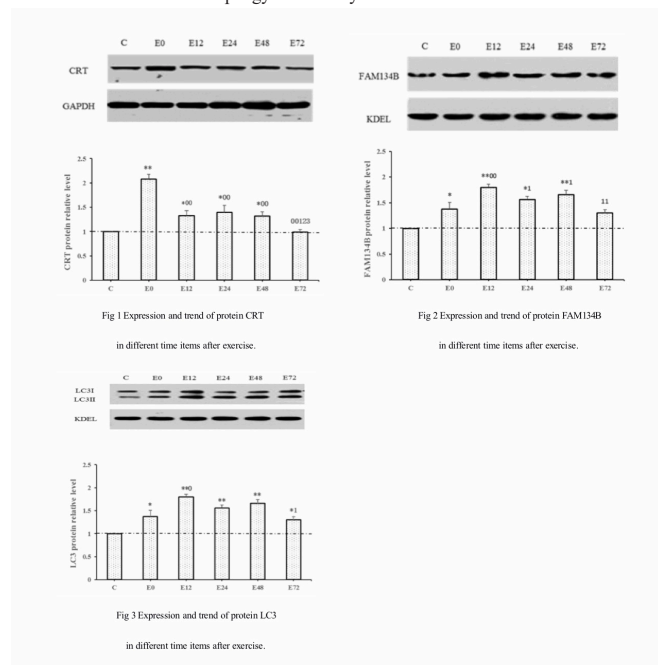 C E0 E12 E24 E48 E72
CRT
GAPDH
CRT protein relative level
2.5
2
1.5
1
0.5
0
**
*00
*00
*00
00123
C E0 E12 E24 E48 E72
Fig 1 Expression and trend of protein CRT
in different time items after exercise.
C E0 E12 E24 E48 E72
FAM134B
KDEL
FAM134B protein relative level
2.5
2
1.5
1
0.5
0
*
**00
*1
**1
11
C E0 E12 E24 E48 E72
Fig 2 Expression and trend of protein FAM134B
in different time items after exercise.
C E0 E12 E24 E48 E72
LC3I
LC3II
KDEL
LC3 protein relative level
2.5
2
1.5
1
0.5
0
*
**0
**
**
*1
C E0 E12 E24 E48 E72
Fig 3 Expression and trend of protein LC3
in different time items after exercise.